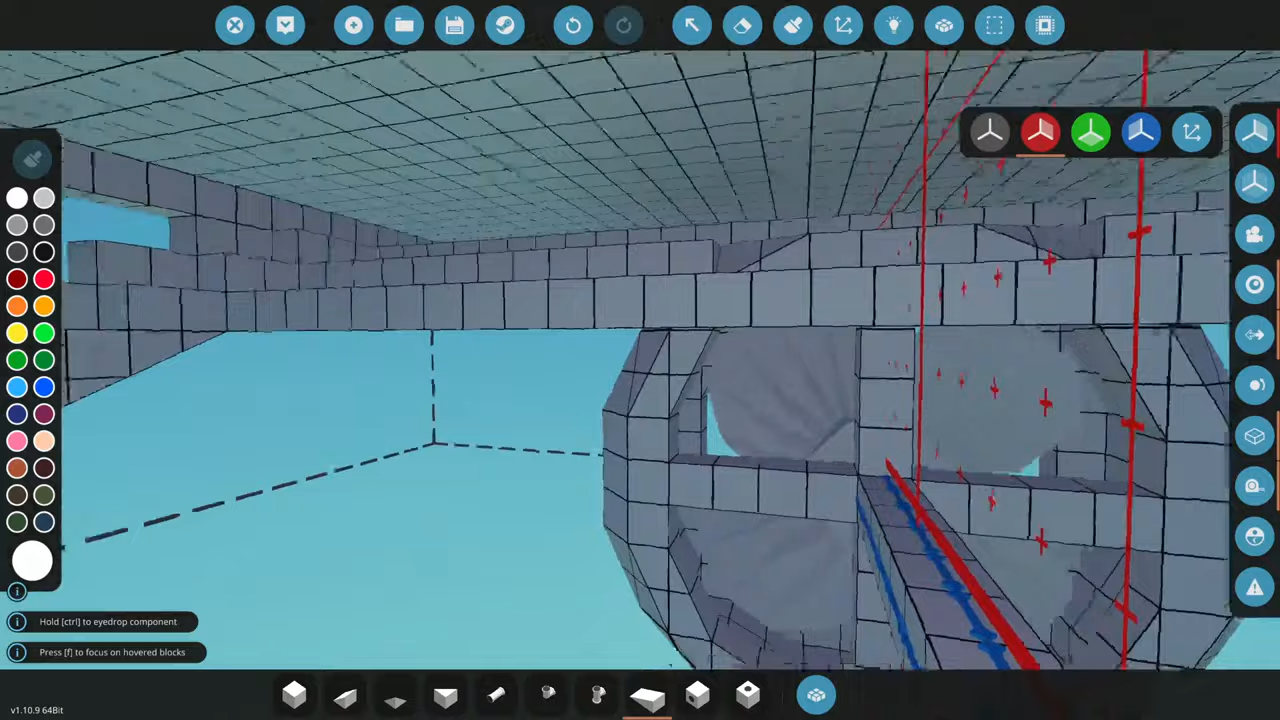 Hold [ctrl] to eyedrop component
Press [f] to focus on hovered blocks
v1.10.9 64Bit